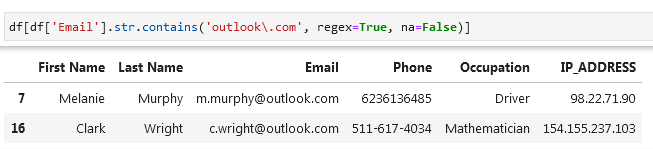 df[df['Email'].str.contains('outlook\.com', regex=True, na=False)]
First Name Last Name Email Phone Occupation IP_ADDRESS
7 Melanie Murphy m.murphy@outlook.com 6236136485 Driver 98.22.71.90
16 Clark Wright c.wright@outlook.com 511-617-4034 Mathematician 154.155.237.103